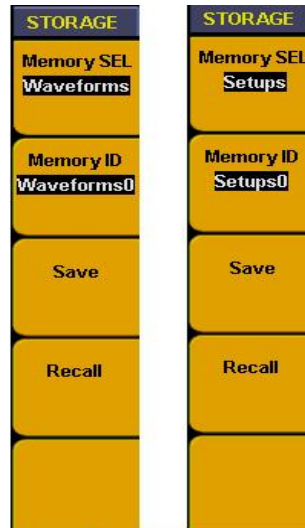 STORAGE
Memory SEL
Waveforms
Memory ID
Waveforms0
Save
Recall
STORAGE
Memory SEL
Setups
Memory ID
Setups0
Save
Recall